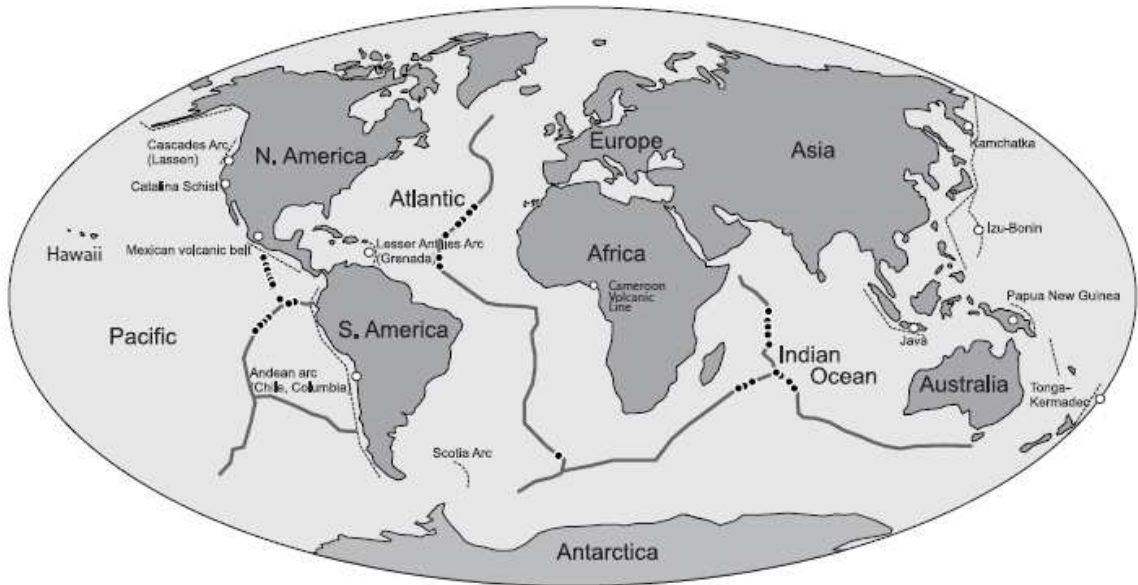 Cascades Arc
(Lassen)
N. America
Europe
Asia
Kamchatka
Catalina Schist
Atlantic
Hawaii
Mexican volcanic belt
Lesser Antilles Arc
(Grenada)
Africa
Izu-Bonin
Cameroon
Volcanic
Line
Papua New Guinea
Pacific
S. America
Java
Indian
Ocean
Andean arc
(Chile, Columbia)
Australia
Tonga-
Kermadec
Scotia Arc
Antarctica